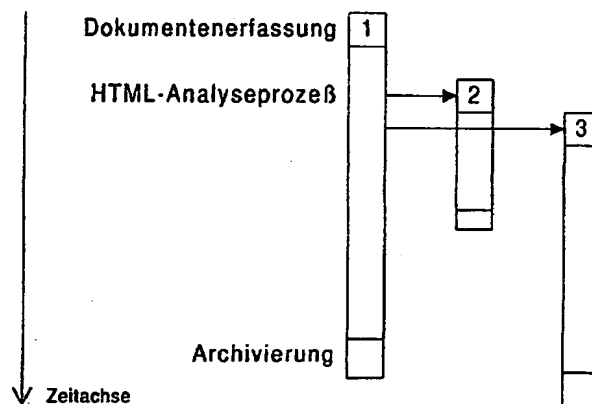 Dokumentenerfassung 1
HTML-Analyseprozeß 2
3
Archivierung
Zeitachse